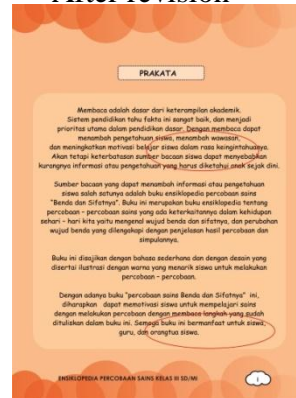 After revision
PRAKATA
Membaca adalah dasar dari keterampilan akademik.
Sistem pendidikan tahu fakta ini sangat baik, dan menjadi
prioritas utama dalam pendidikan dasar. Dengan membaca dapat
menambah pengetahuan siswa, menambah wawasan,
dan meningkatkan motivasi belajar siswa dalam rasa keingintahuaya.
Akan tetapi keterbatasan sumber bacaan siswa dapat menyebabkan
kurangnya informasi atau pengetahuan yang harus diketahui anak sejak dini.
Sumber bacaan yang dapat menambah informasi atau pengetahuan
siswa salah satunya adalah buku ensiklopedia percobaan sains
"Benda dan Sifatnya". Buku ini merupakan buku ensiklopedia tentang
percobaan - percobaan sains yang ada keterkaitannya dalam kehidupan
sehari - hari kita yaitu mengenai wujud benda dan sifatnya, dan perubahan
wujud benda yang dilengkapi dengan penjelasan hasil percobaan dan
simpulannya.
Buku ini disajikan dengan bahasa sederhana dan dengan desain yang
disertai ilustrasi dengan warna yang menarik siswa untuk melakukan
percobaan - percobaan.
Dengan adanya buku "percobaan sains Benda dan Sifatnya" ini,
diharapkan dapat memotivasi siswa untuk mempelajari sains
dengan melakukan percobaan dengan membaca langkah yang sudah
dituliskan dalam buku ini. Semoga buku ini bermanfaat untuk siswa,
guru, dan orangtua siswa.
ENSIKLOPEDIA PERCOBAAN SAINS KELAS III SD/MI